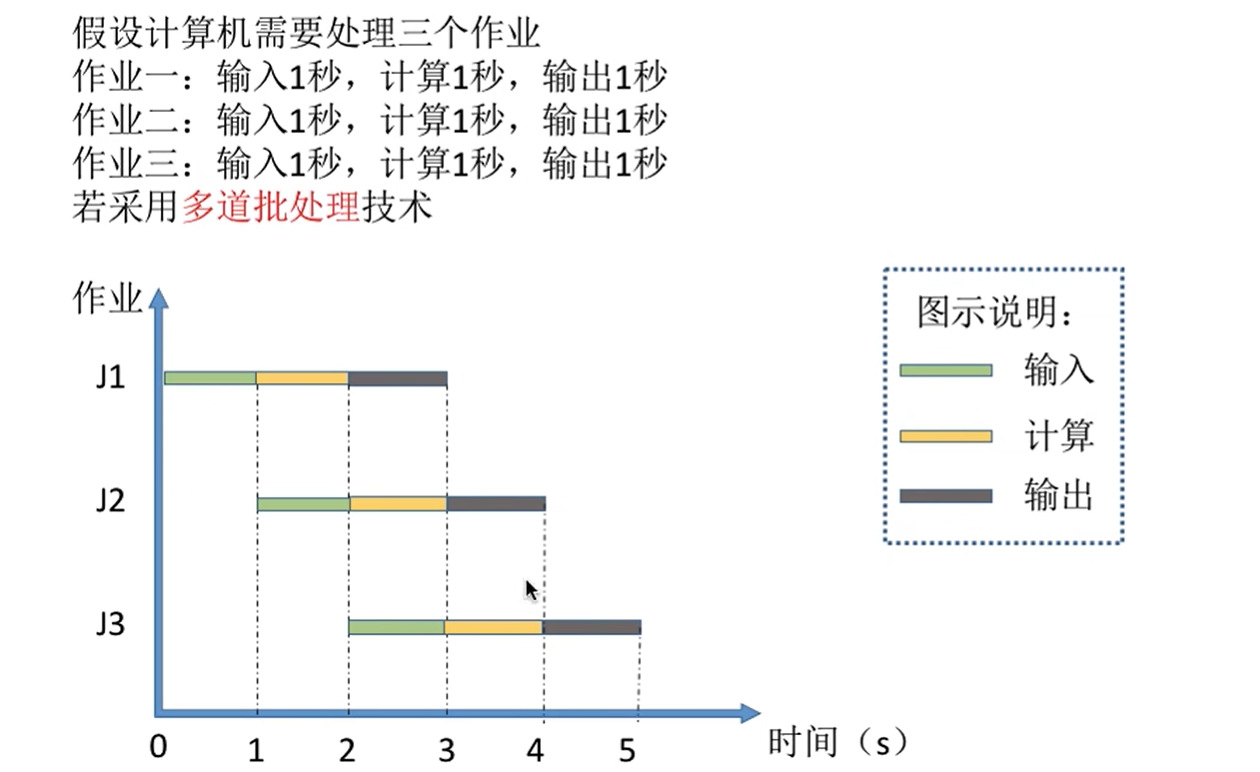 假设计算机需要处理三个作业
作业一：输入1秒，计算1秒，输出1秒
作业二：输入1秒，计算1秒，输出1秒
作业三：输入1秒，计算1秒，输出1秒
若采用多道批处理技术
作业
图示说明：
输入
计算
输出
J1
J2
J3
0 1 2 3 4 5 时间（s）